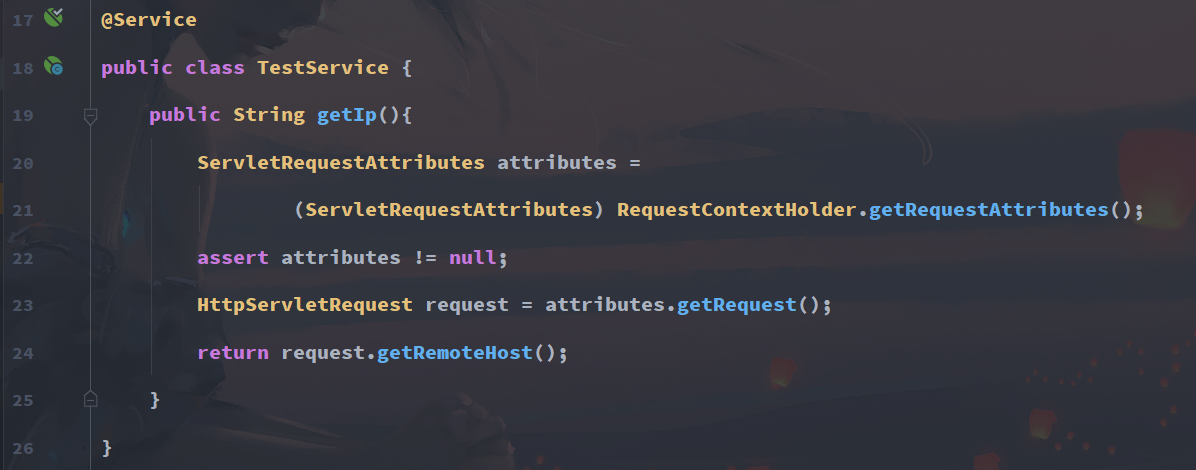 17 @Service
18 public class TestService {
19 public String getIp(){
20 ServletRequestAttributes attributes =
21 (ServletRequestAttributes) RequestContextHolder.getRequestAttributes();
22 assert attributes != null;
23 HttpServletRequest request = attributes.getRequest();
24 return request.getRemoteHost();
25 }
26 }